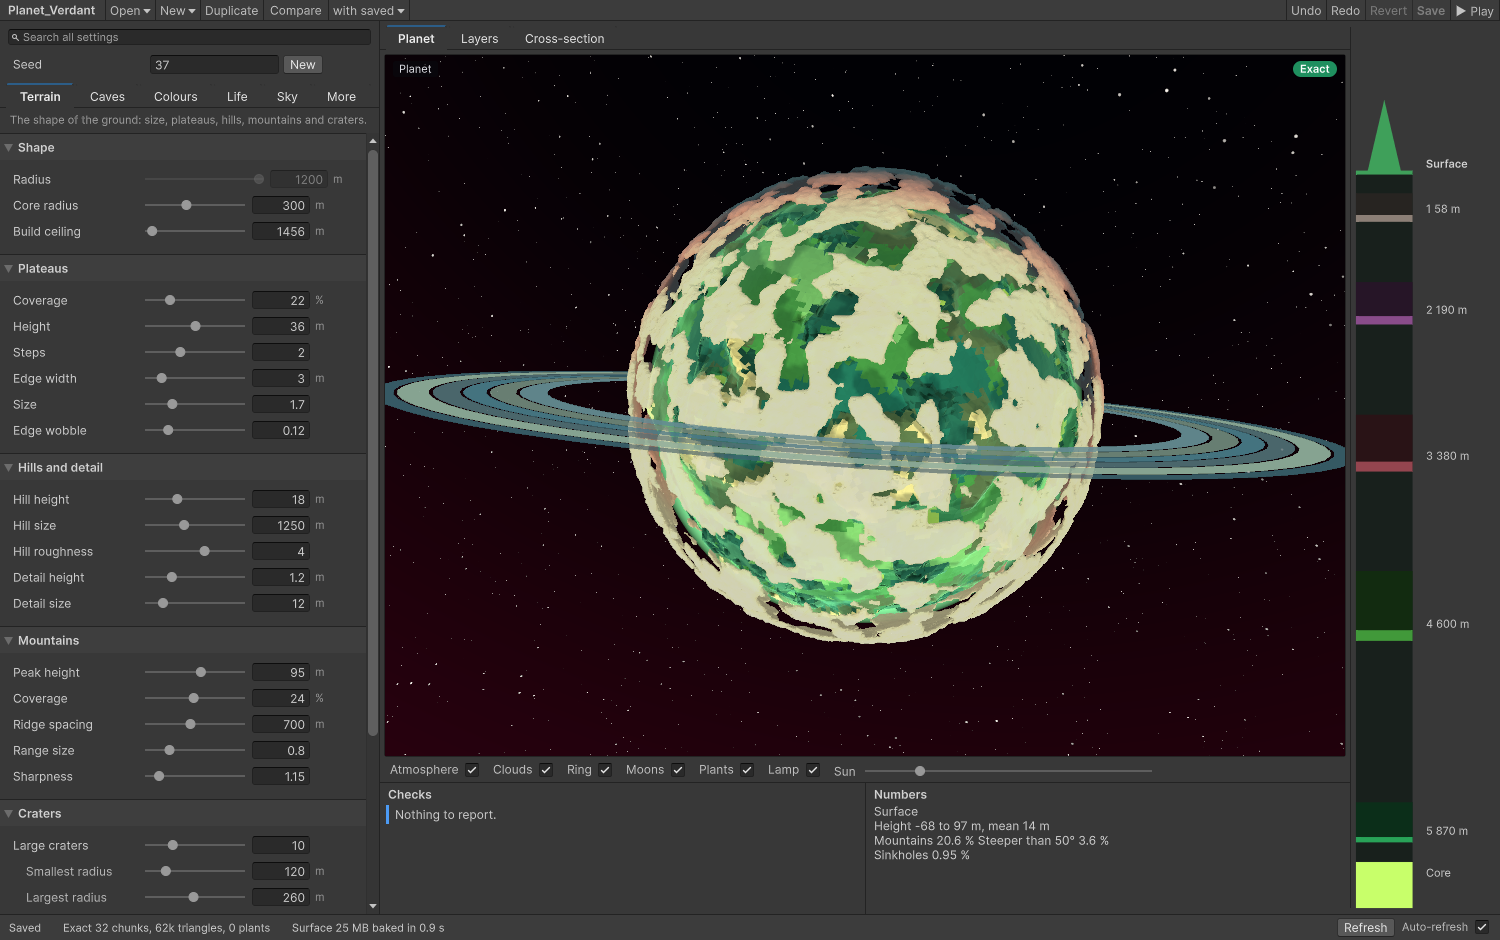 Planet_Verdant Open New Duplicate Compare with saved Undo Redo Revert Save Play
Search all settings
Seed 37 New
Terrain Caves Colours Life Sky More
The shape of the ground: size, plateaus, hills, mountains and craters.
Shape
Radius 1200 m
Core radius 300 m
Build ceiling 1456 m
Plateaus
Coverage 22 %
Height 36 m
Steps 2
Edge width 3 m
Size 1.7
Edge wobble 0.12
Hills and detail
Hill height 18 m
Hill size 1250 m
Hill roughness 4
Detail height 1.2 m
Detail size 12 m
Mountains
Peak height 95 m
Coverage 24 %
Ridge spacing 700 m
Range size 0.8
Sharpness 1.15
Craters
Large craters 10
Smallest radius 120 m
Largest radius 260 m
Planet Layers Cross-section
Planet Exact
Atmosphere Clouds Ring Moons Plants Lamp Sun
Checks
Nothing to report.
Numbers
Surface
Height -68 to 97 m, mean 14 m
Mountains 20.6 % Steeper than 50° 3.6 %
Sinkholes 0.95 %
Surface
1 58 m
2 190 m
3 380 m
4 600 m
5 870 m
Core
Saved Exact 32 chunks, 62k triangles, 0 plants Surface 25 MB baked in 0.9 s Refresh Auto-refresh